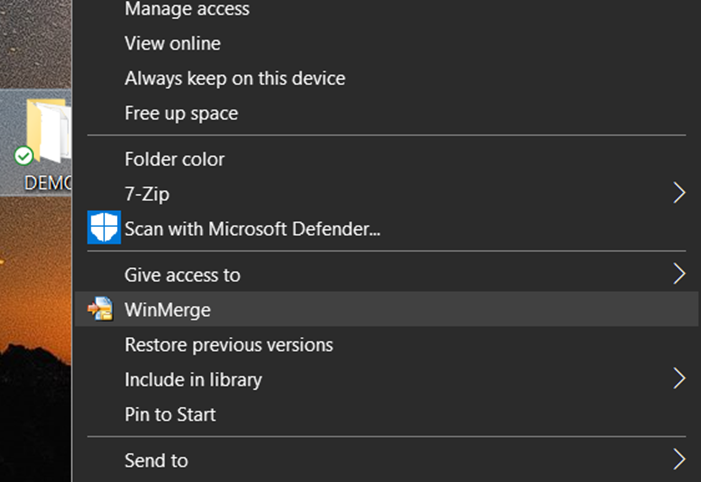 Manage access
View online
Always keep on this device
Free up space
Folder color
7-Zip
Scan with Microsoft Defender...
Give access to
WinMerge
Restore previous versions
Include in library
Pin to Start
Send to
DEMO